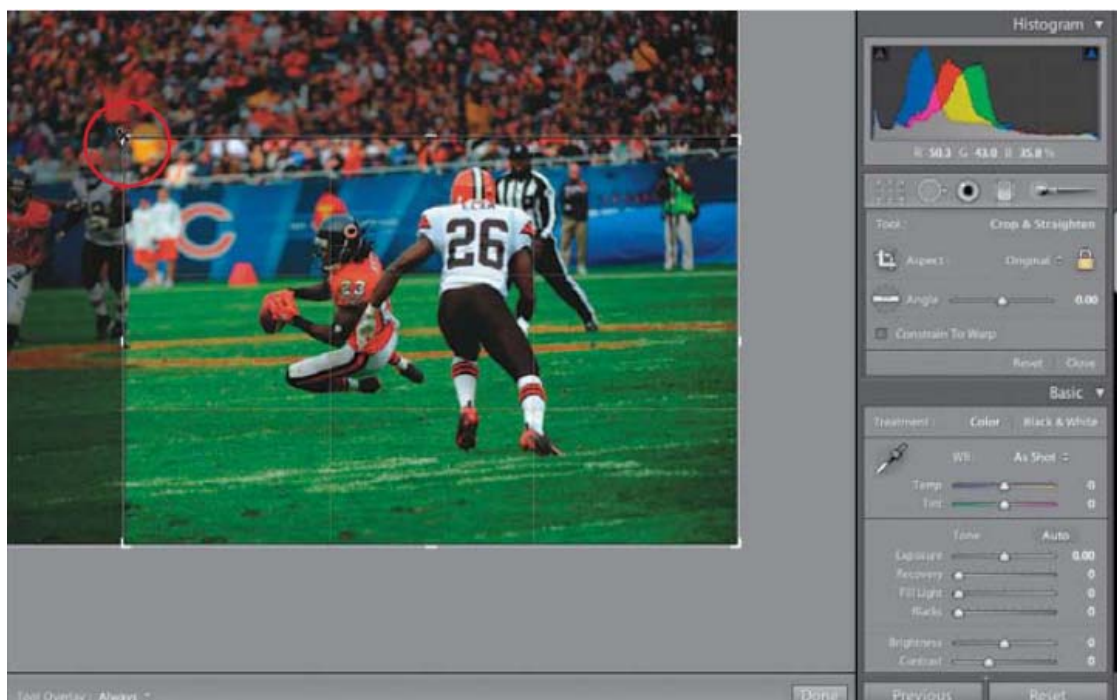 Histogram
R 50.3 G 43.0 B 35.8 %
Tool : Crop & Straighten
Aspect : Original
Angle 0.00
Constrain To Warp
Reset Close
Basic
Treatment : Color Black & White
WB : As Shot
Temp 0
Tint 0
Tone Auto
Exposure 0.00
Recovery 0
Fill Light 0
Blacks 0
Brightness 0
Contrast 0
Tool Overlay : Always
Done
Previous Reset
C
26
23